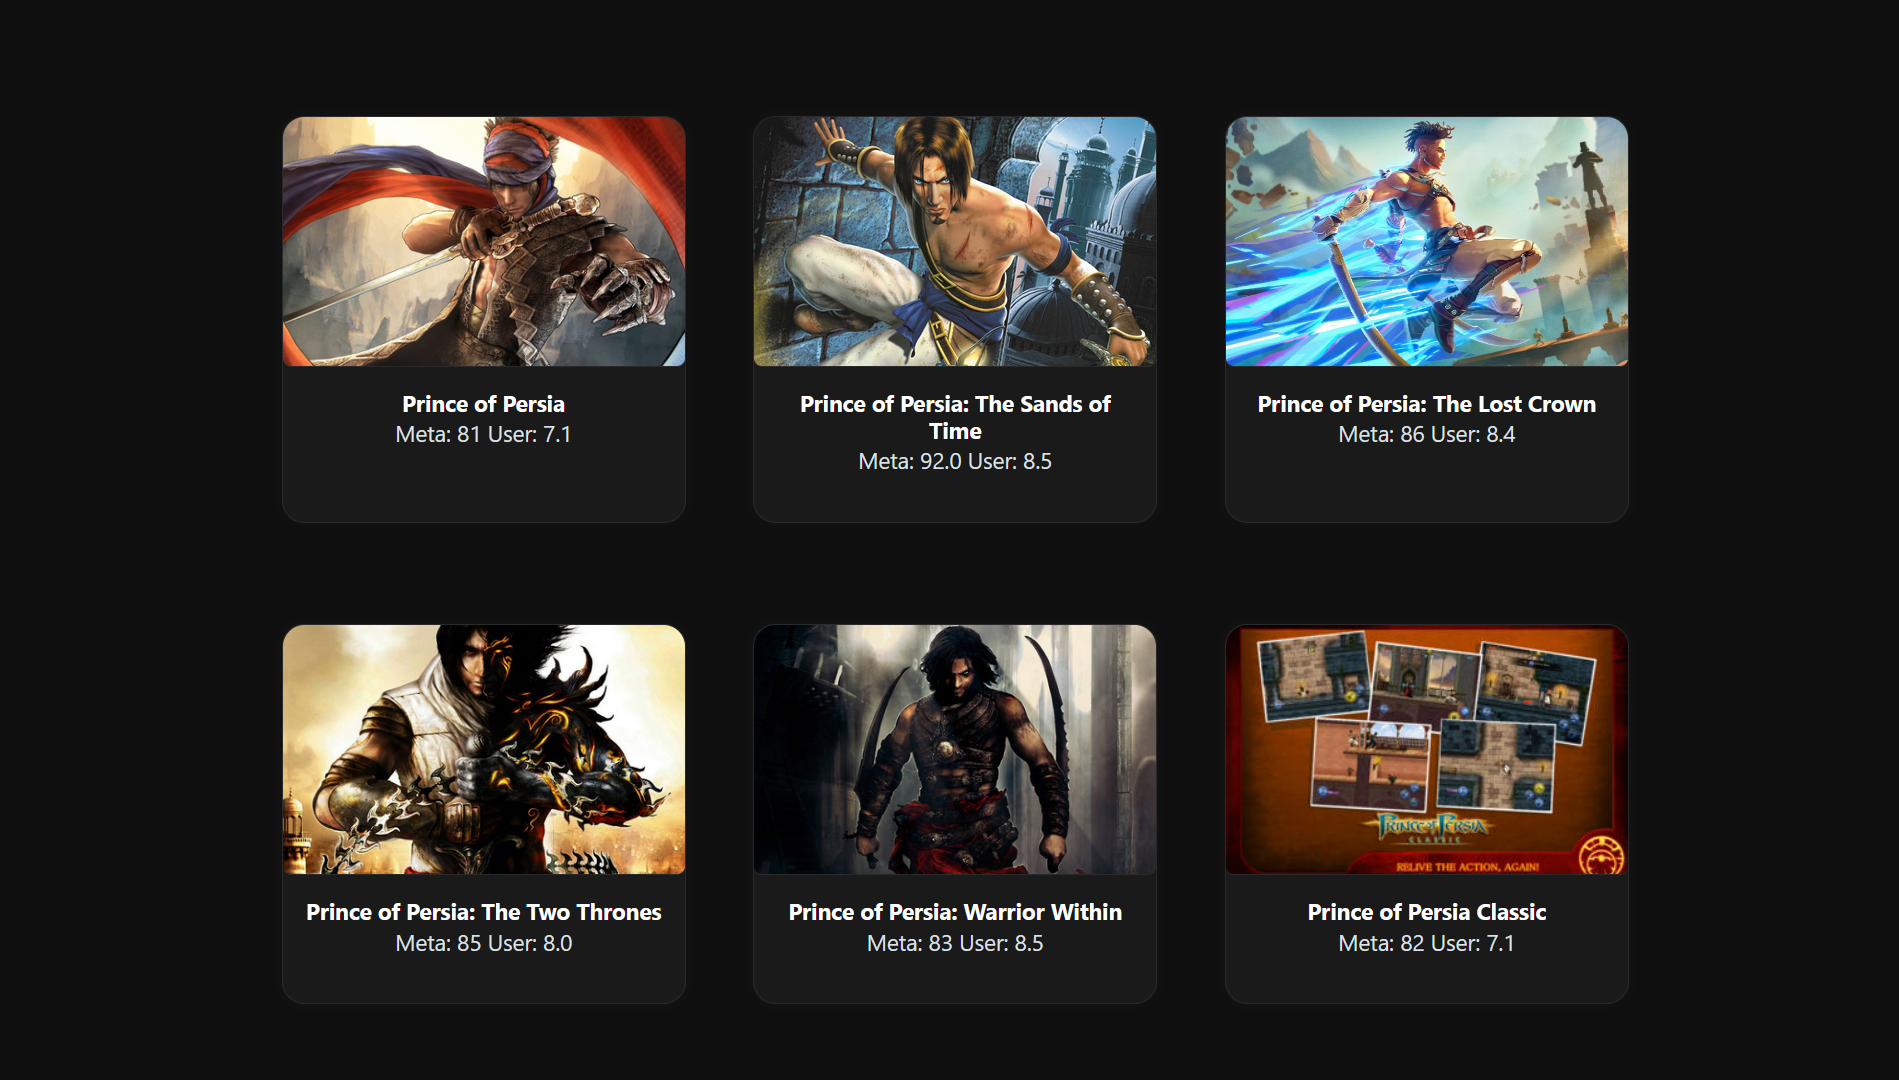 Prince of Persia
Meta: 81 User: 7.1
Prince of Persia: The Sands of
Time
Meta: 92.0 User: 8.5
Prince of Persia: The Lost Crown
Meta: 86 User: 8.4
PRINCE OF PERSIA
CLASSIC
RELIVE THE ACTION, AGAIN!
Prince of Persia: The Two Thrones
Meta: 85 User: 8.0
Prince of Persia: Warrior Within
Meta: 83 User: 8.5
Prince of Persia Classic
Meta: 82 User: 7.1